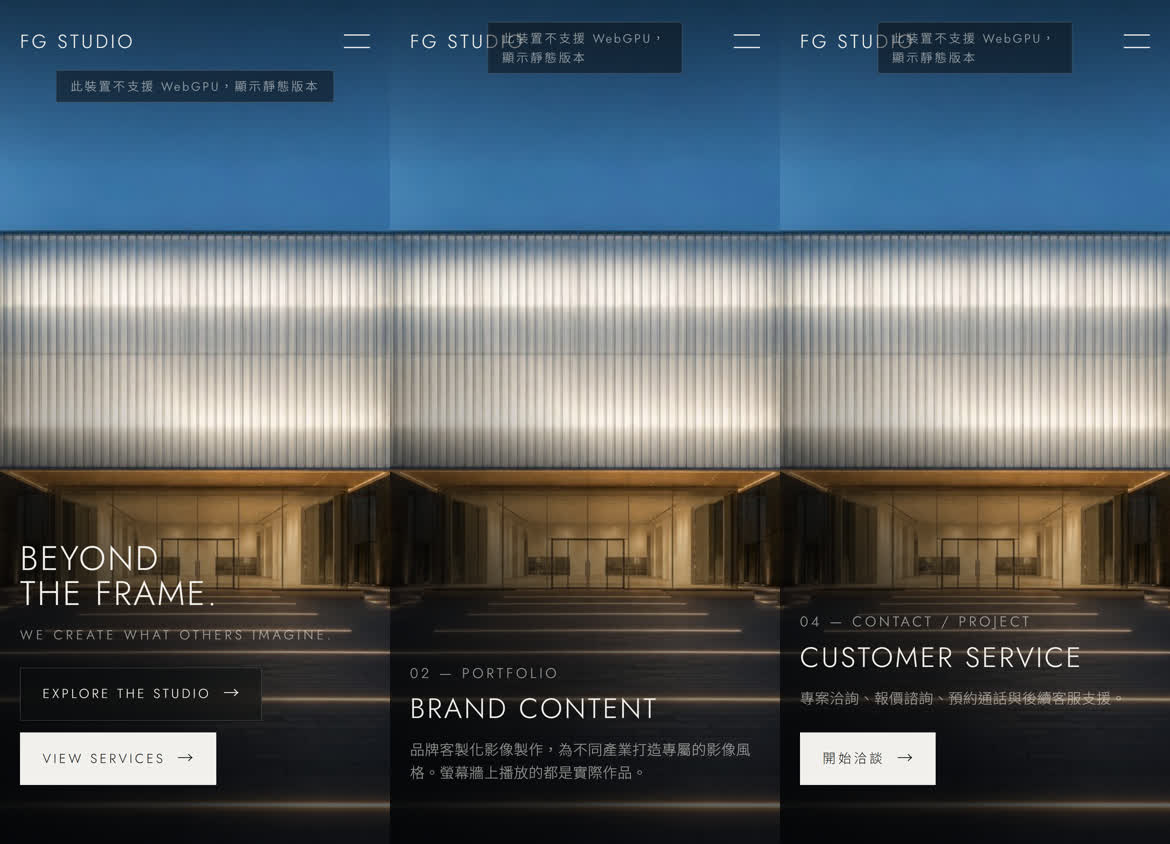 FG STUDIO
此裝置不支援 WebGPU，顯示靜態版本
BEYOND
THE FRAME.
WE CREATE WHAT OTHERS IMAGINE.
EXPLORE THE STUDIO →
VIEW SERVICES →
FG STUDIO
此裝置不支援 WebGPU，
顯示靜態版本
02 — PORTFOLIO
BRAND CONTENT
品牌客製化影像製作，為不同產業打造專屬的影像風
格。螢幕牆上播放的都是實際作品。
FG STUDIO
此裝置不支援 WebGPU，
顯示靜態版本
04 — CONTACT / PROJECT
CUSTOMER SERVICE
專案洽詢、報價諮詢、預約通話與後續客服支援。
開始洽談 →